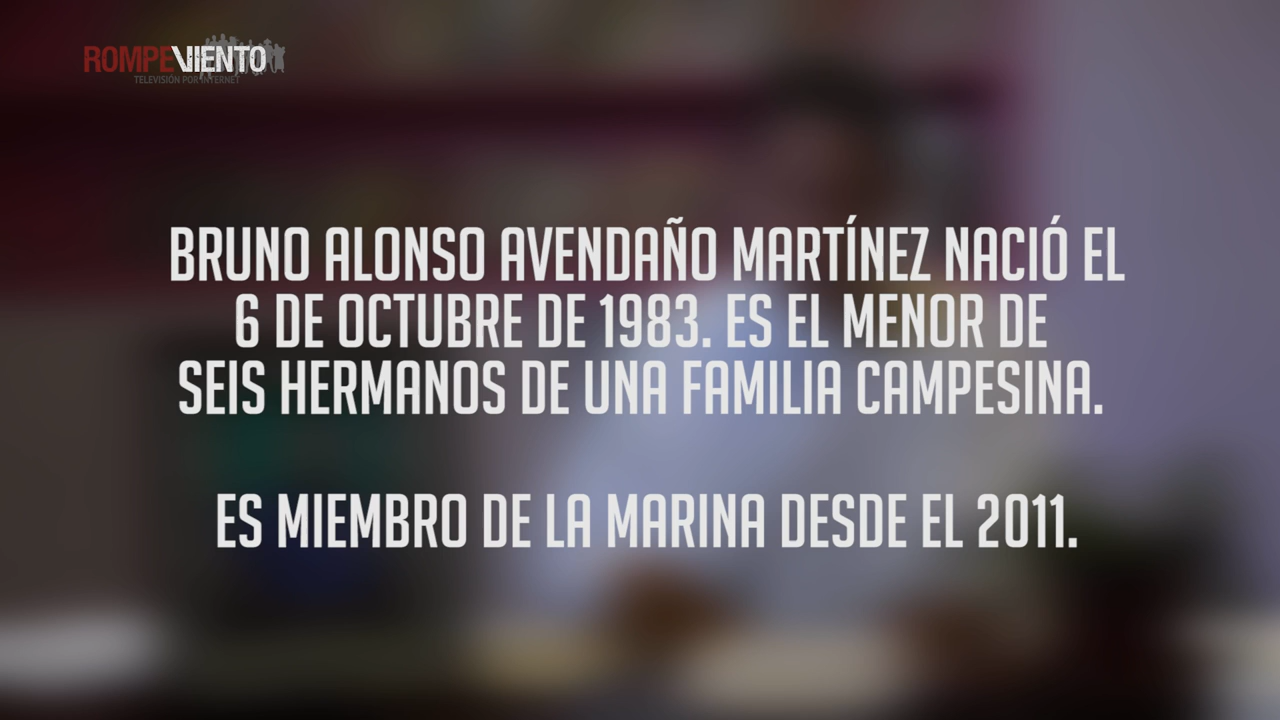 ROMPEVIENTO
TELEVISIÓN POR INTERNET
BRUNO ALONSO AVENDAÑO MARTÍNEZ NACIÓ EL
6 DE OCTUBRE DE 1983. ES EL MENOR DE
SEIS HERMANOS DE UNA FAMILIA CAMPESINA.
ES MIEMBRO DE LA MARINA DESDE EL 2011.